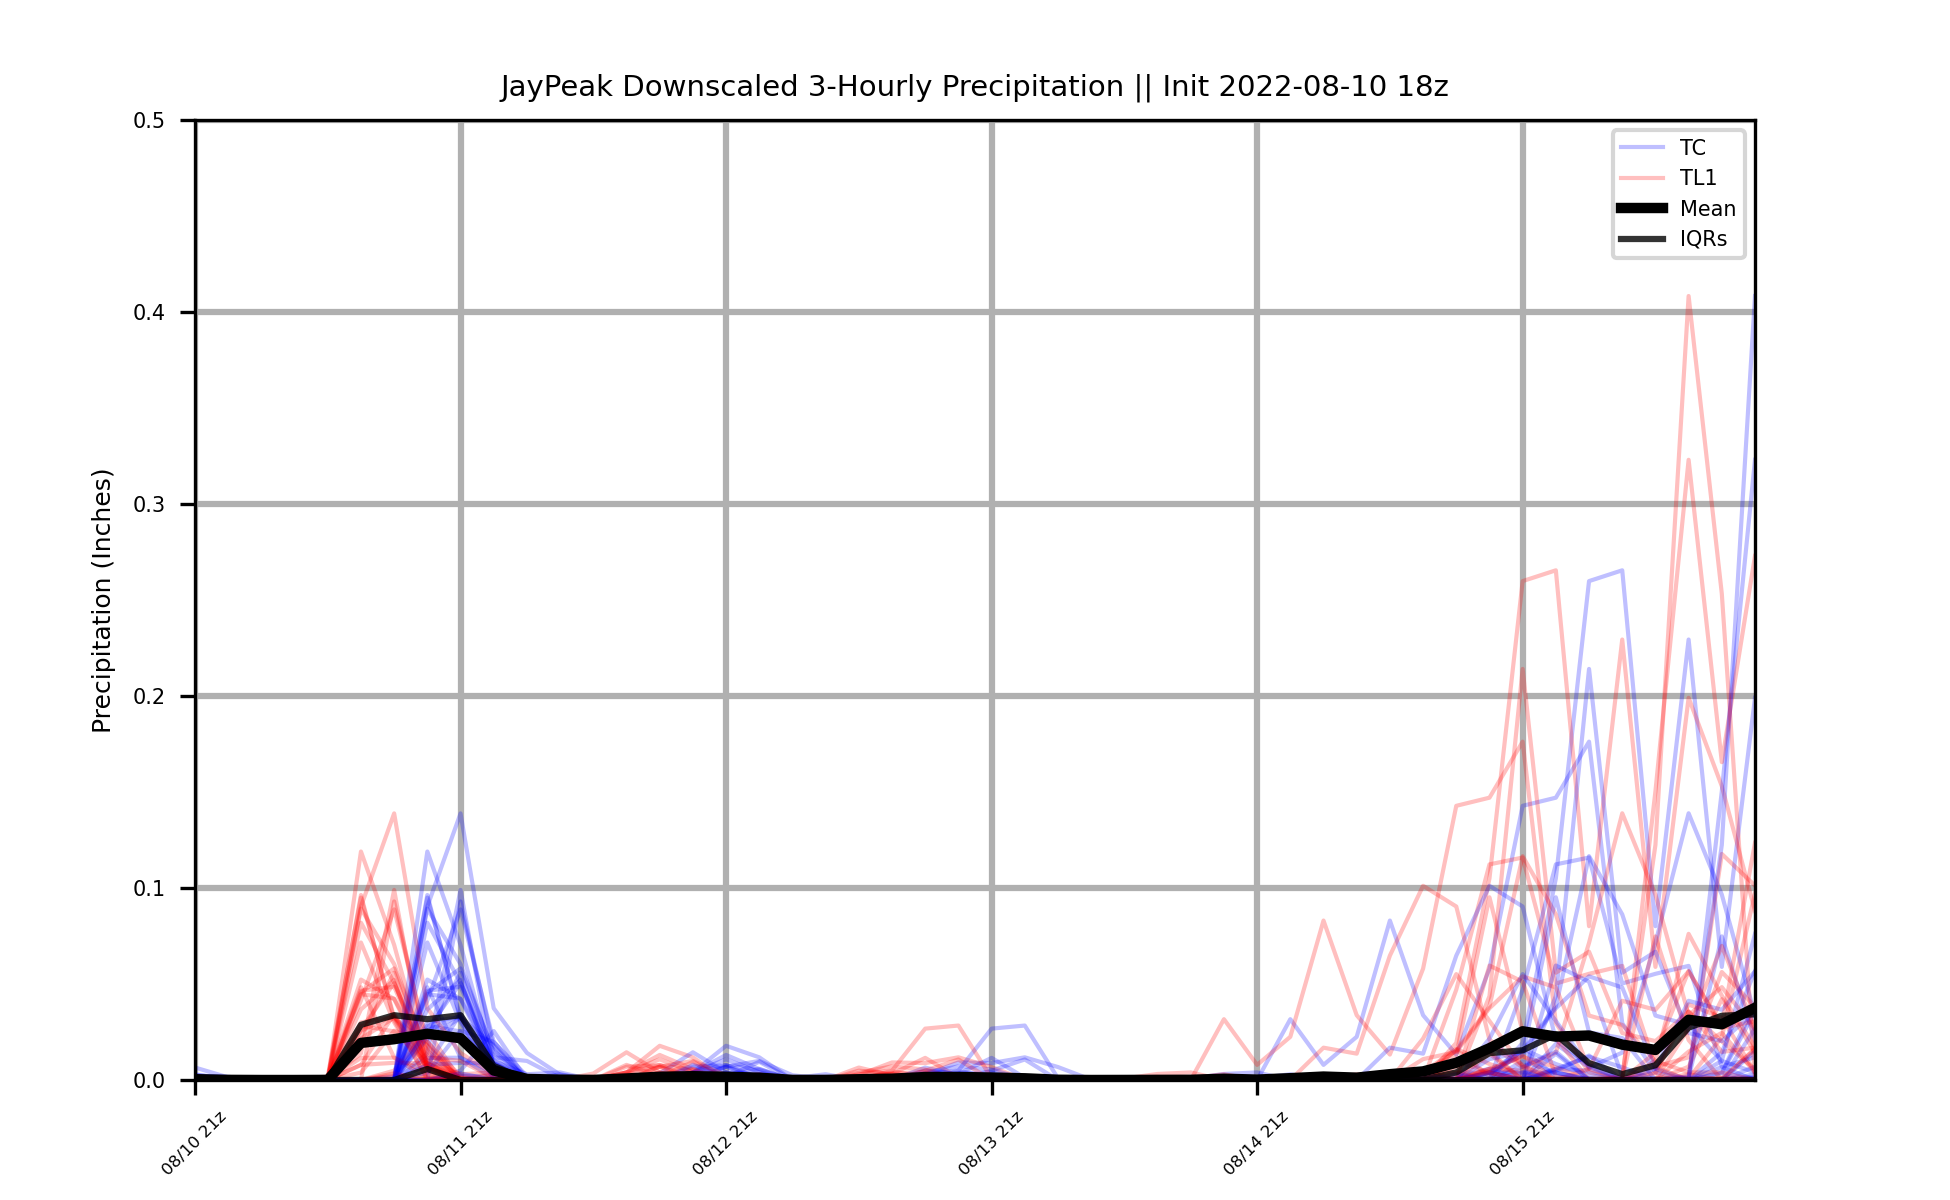 JayPeak Downscaled 3-Hourly Precipitation || Init 2022-08-10 18z
TC
TL1
Mean
IQRs
Precipitation (Inches)
0.5
0.4
0.3
0.2
0.1
0.0
08/10 21z
08/11 21z
08/12 21z
08/13 21z
08/14 21z
08/15 21z